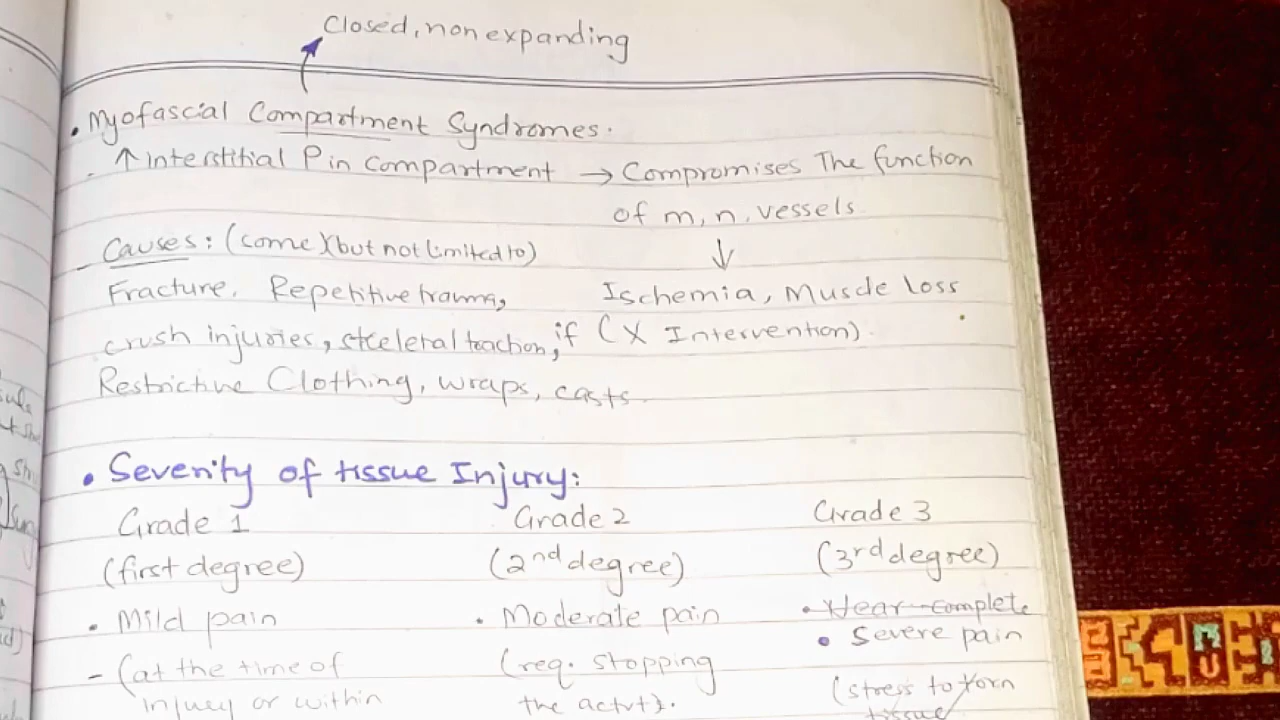 Closed, non expanding
• Myofascial Compartment Syndromes.
- ↑ Interstitial P in compartment → Compromises The function
of m, n, vessels
↓
- Causes: (some) (but not limited to)
Fracture, Repetitive trauma,
Ischemia, Muscle loss
crush injuries, skeletal traction,
if (X Intervention).
Restrictive Clothing, wraps, casts.
• Severity of tissue Injury:
Grade 1
(first degree)
• Mild pain
- (at the time of
injury or within
Grade 2
(2nd degree)
• Moderate pain
(req. stopping
the actvt).
Grade 3
(3rd degree)
• Near complete
• Severe pain
(stress to torn
tissue